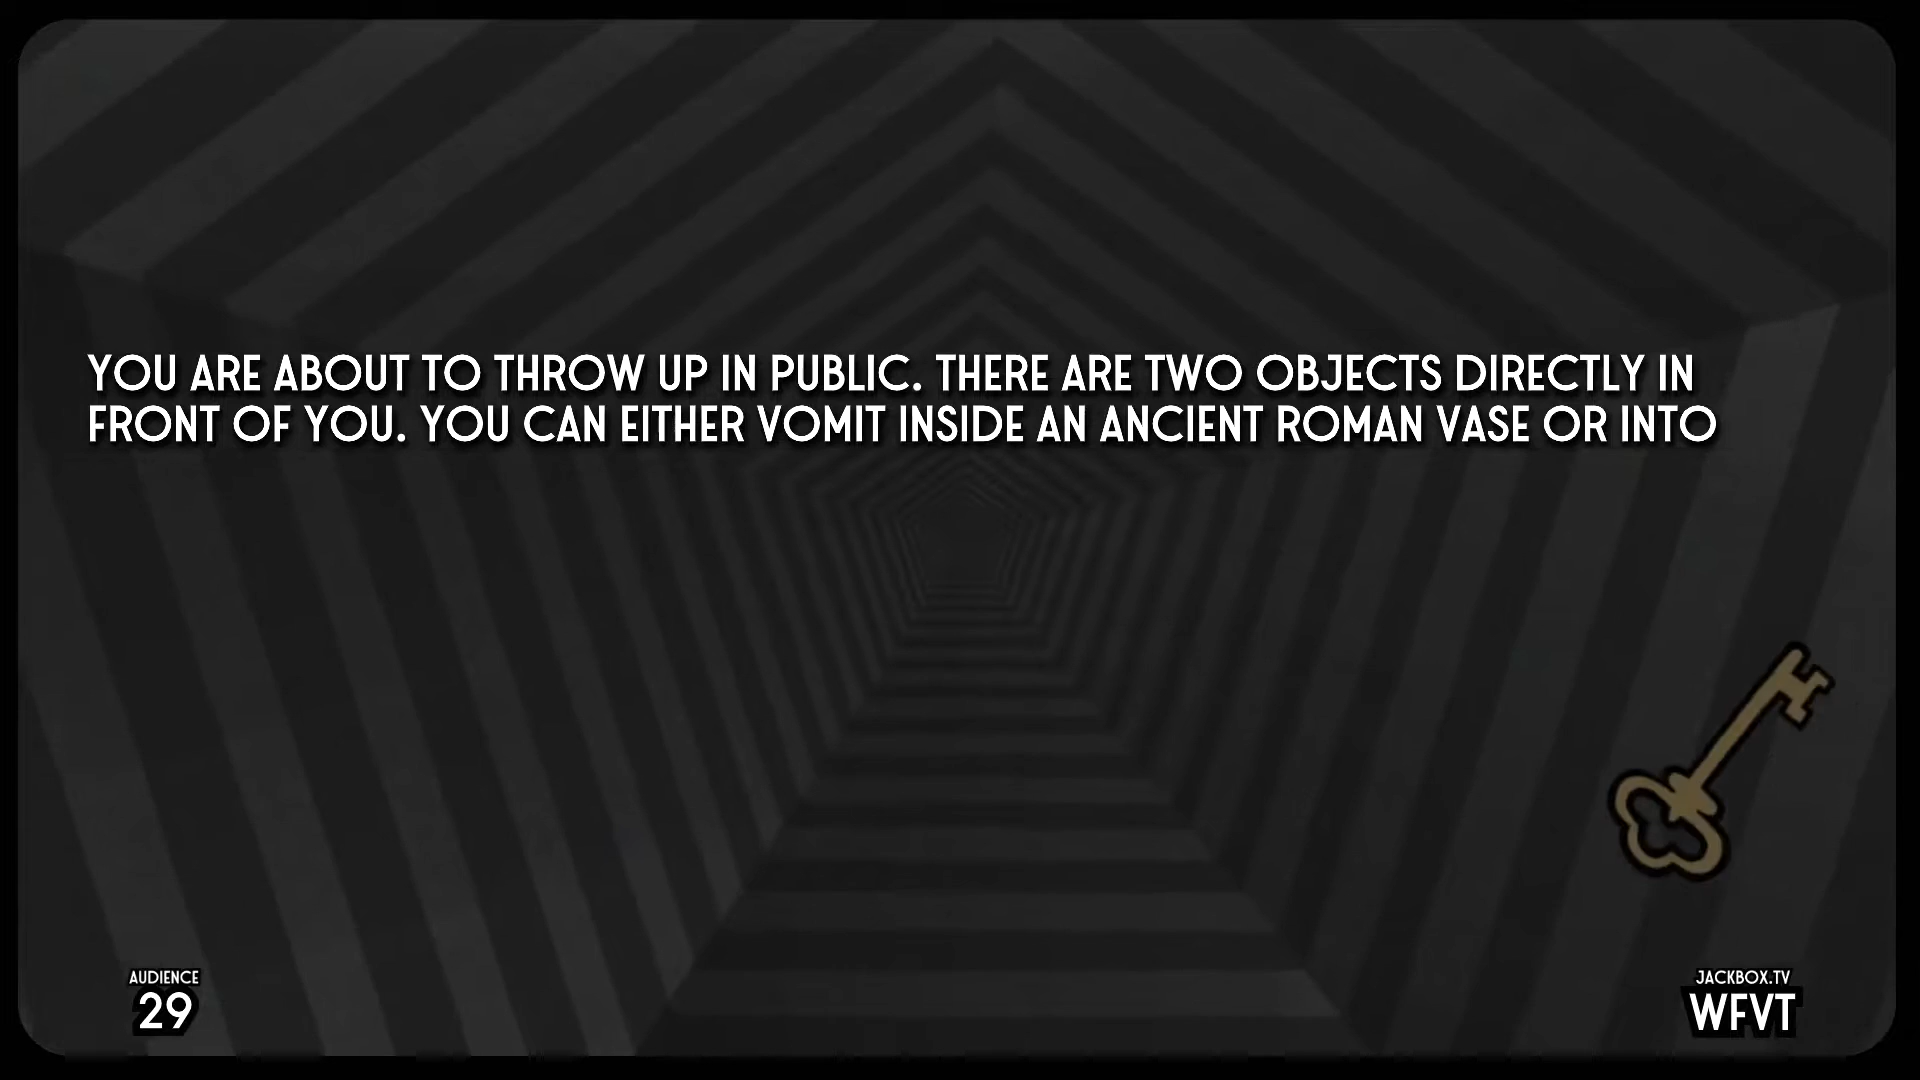 YOU ARE ABOUT TO THROW UP IN PUBLIC. THERE ARE TWO OBJECTS DIRECTLY IN
FRONT OF YOU. YOU CAN EITHER VOMIT INSIDE AN ANCIENT ROMAN VASE OR INTO
AUDIENCE
29
JACKBOX.TV
WFVT